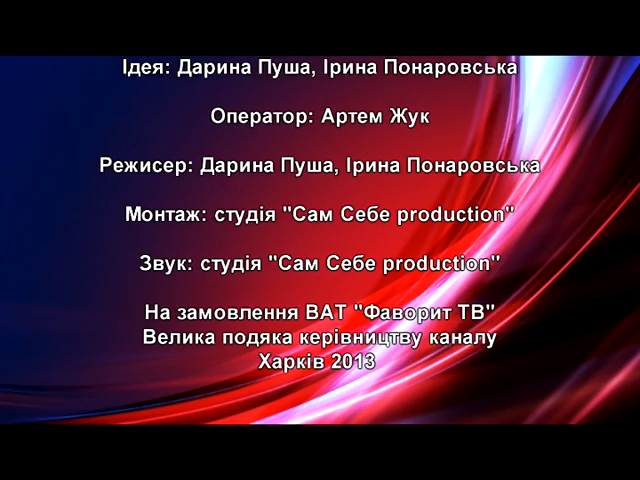 Ідея: Дарина Пуша, Ірина Понаровська
Оператор: Артем Жук
Режисер: Дарина Пуша, Ірина Понаровська
Монтаж: студія "Сам Себе production"
Звук: студія "Сам Себе production"
На замовлення ВАТ "Фаворит ТВ"
Велика подяка керівництву каналу
Харків 2013